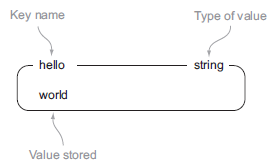 Key name
Type of value
hello
string
world
Value stored